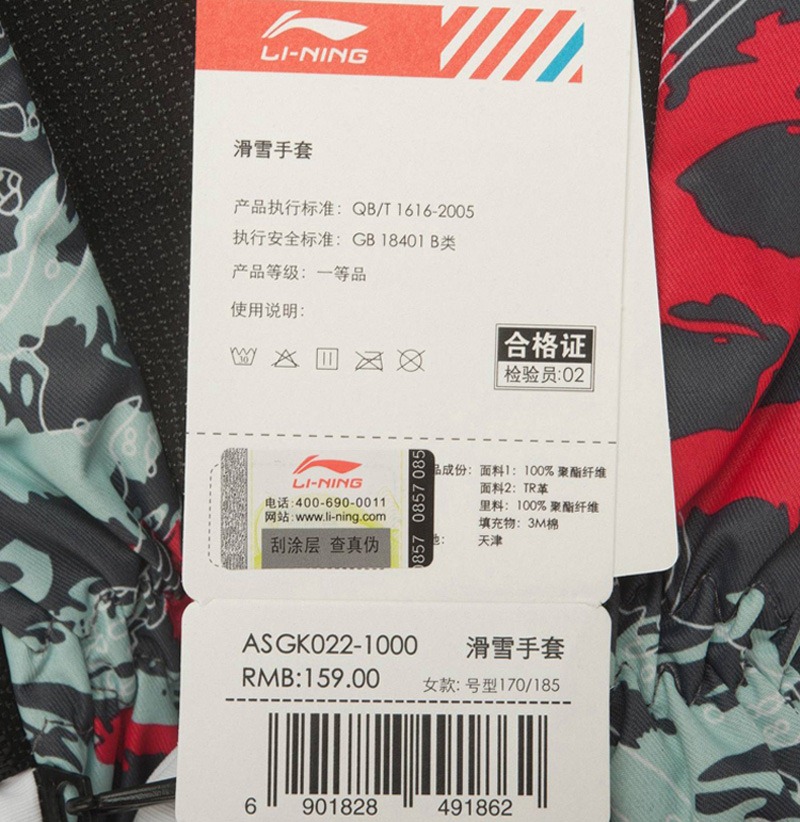 LI-NING
滑雪手套
产品执行标准：QB/T 1616-2005
执行安全标准：GB 18401 B类
产品等级：一等品
使用说明：
合格证
检验员:02
LI-NING
电话:400-690-0011
网站:www.li-ning.com
刮涂层 查真伪
0857 0857 085
品成份：面料1：100% 聚酯纤维
面料2：TR革
里料：100% 聚酯纤维
填充物：3M棉
地：天津
ASGK022-1000 滑雪手套
RMB:159.00 女款: 号型170/185
6 901828 491862